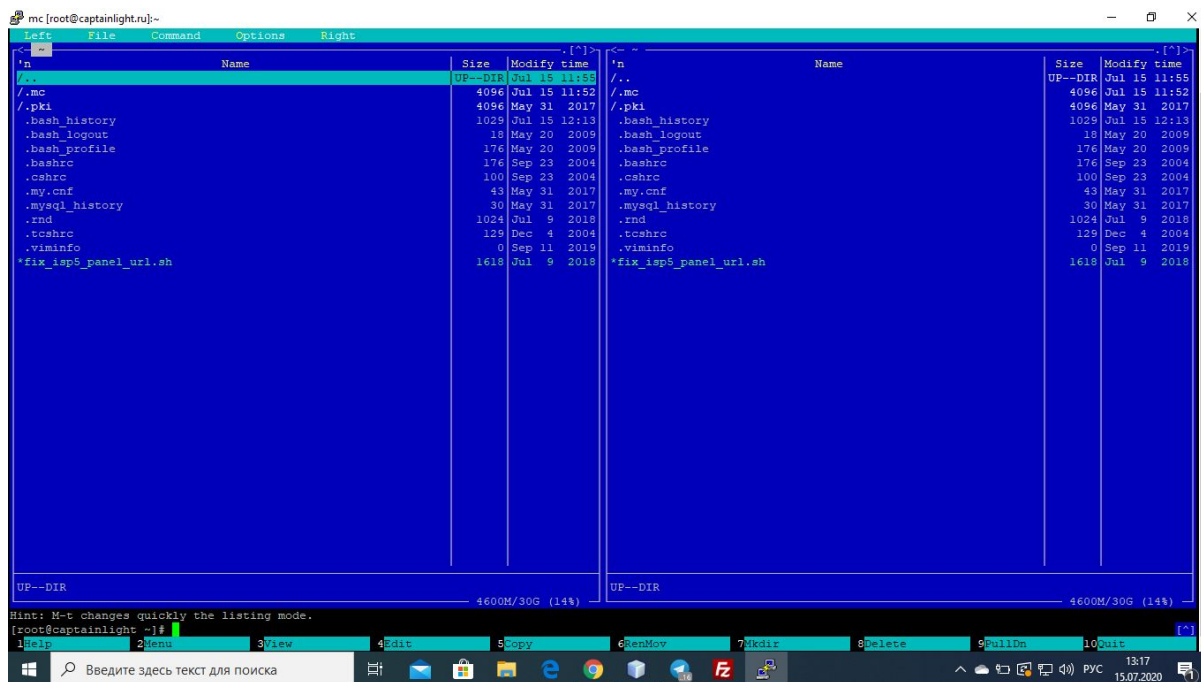 mc [root@captainlight.ru]:~
Left File Command Options Right
<- ~ .[^]> <- ~ .[^]>
'n Name Size Modify time 'n Name Size Modify time
/.. UP--DIR Jul 15 11:55 /.. UP--DIR Jul 15 11:55
/.mc 4096 Jul 15 11:52 /.mc 4096 Jul 15 11:52
/.pki 4096 May 31 2017 /.pki 4096 May 31 2017
.bash_history 1029 Jul 15 12:13 .bash_history 1029 Jul 15 12:13
.bash_logout 18 May 20 2009 .bash_logout 18 May 20 2009
.bash_profile 176 May 20 2009 .bash_profile 176 May 20 2009
.bashrc 176 Sep 23 2004 .bashrc 176 Sep 23 2004
.cshrc 100 Sep 23 2004 .cshrc 100 Sep 23 2004
.my.cnf 43 May 31 2017 .my.cnf 43 May 31 2017
.mysql_history 30 May 31 2017 .mysql_history 30 May 31 2017
.rnd 1024 Jul 9 2018 .rnd 1024 Jul 9 2018
.tcshrc 129 Dec 4 2004 .tcshrc 129 Dec 4 2004
.viminfo 0 Sep 11 2019 .viminfo 0 Sep 11 2019
*fix_isp5_panel_url.sh 1618 Jul 9 2018 *fix_isp5_panel_url.sh 1618 Jul 9 2018
UP--DIR UP--DIR
4600M/30G (14%) 4600M/30G (14%)
Hint: M-t changes quickly the listing mode.
[root@captainlight ~]# [^]
1Help 2Menu 3View 4Edit 5Copy 6RenMov 7Mkdir 8Delete 9PullDn 10Quit
Введите здесь текст для поиска РУС 13:17
15.07.2020